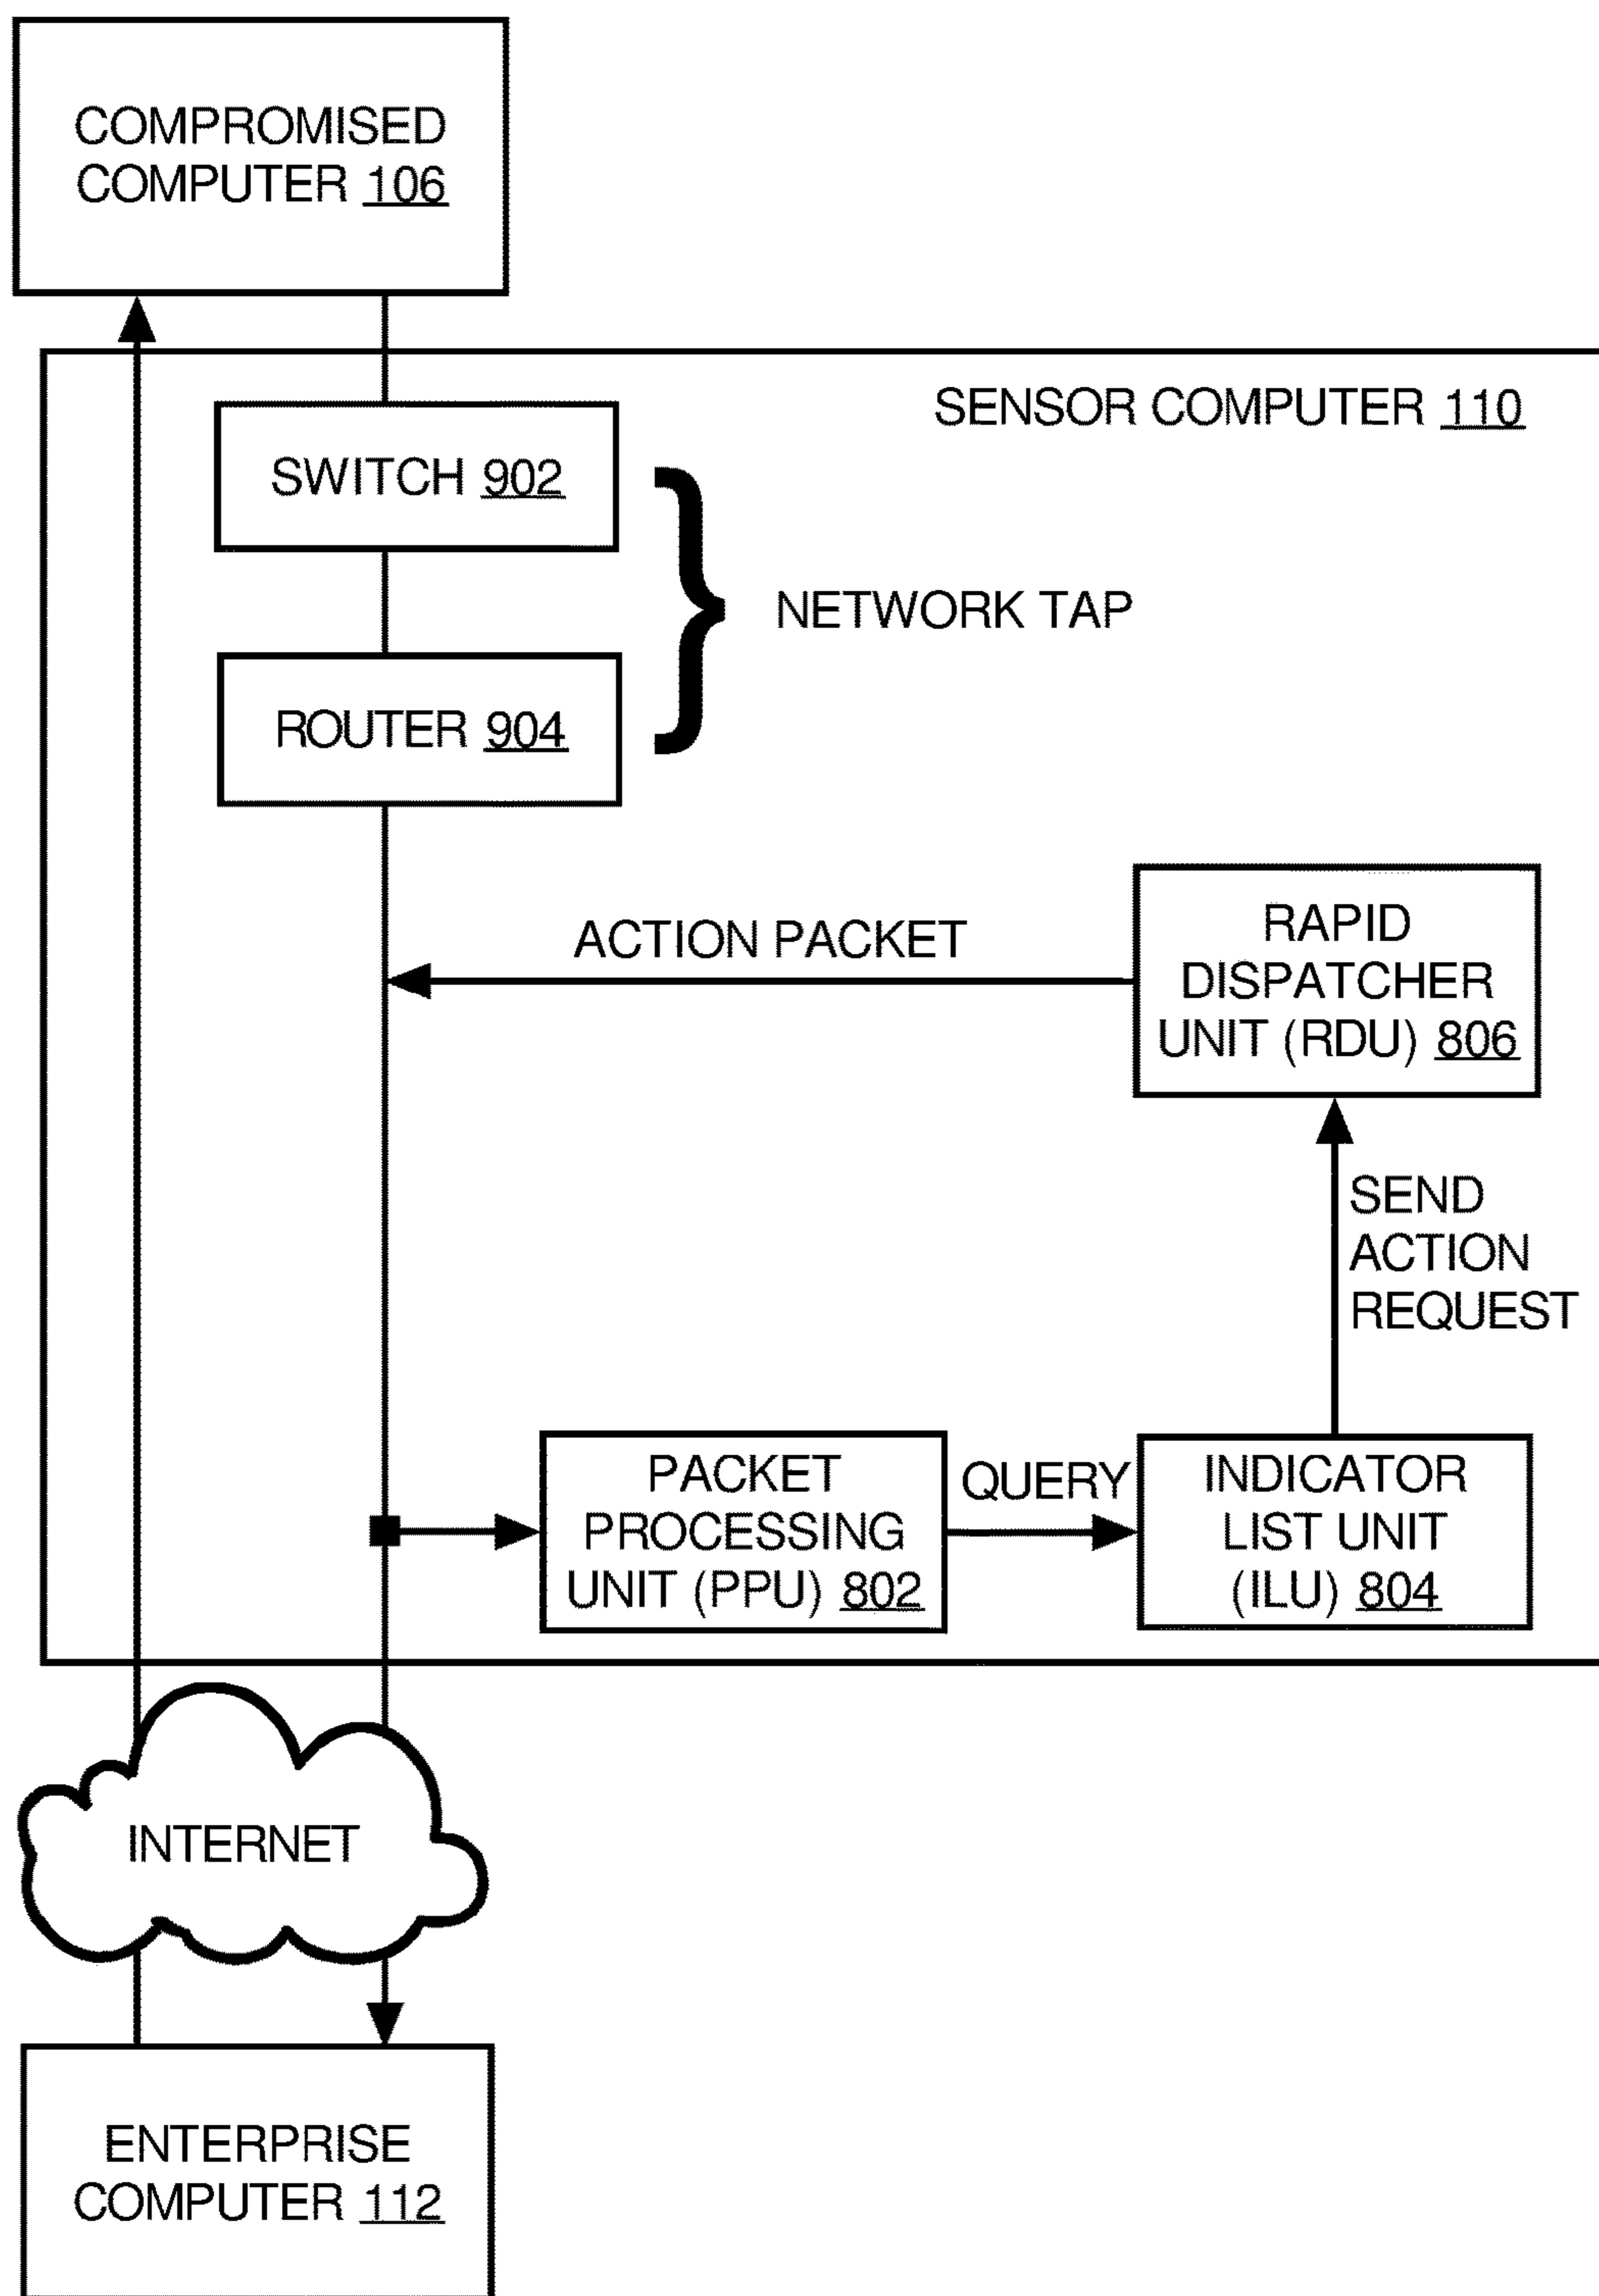 COMPROMISED
COMPUTER 106
SENSOR COMPUTER 110
SWITCH 902
NETWORK TAP
ROUTER 904
ACTION PACKET
RAPID
DISPATCHER
UNIT (RDU) 806
SEND
ACTION
REQUEST
PACKET
PROCESSING
UNIT (PPU) 802
QUERY
INDICATOR
LIST UNIT
(ILU) 804
INTERNET
ENTERPRISE
COMPUTER 112